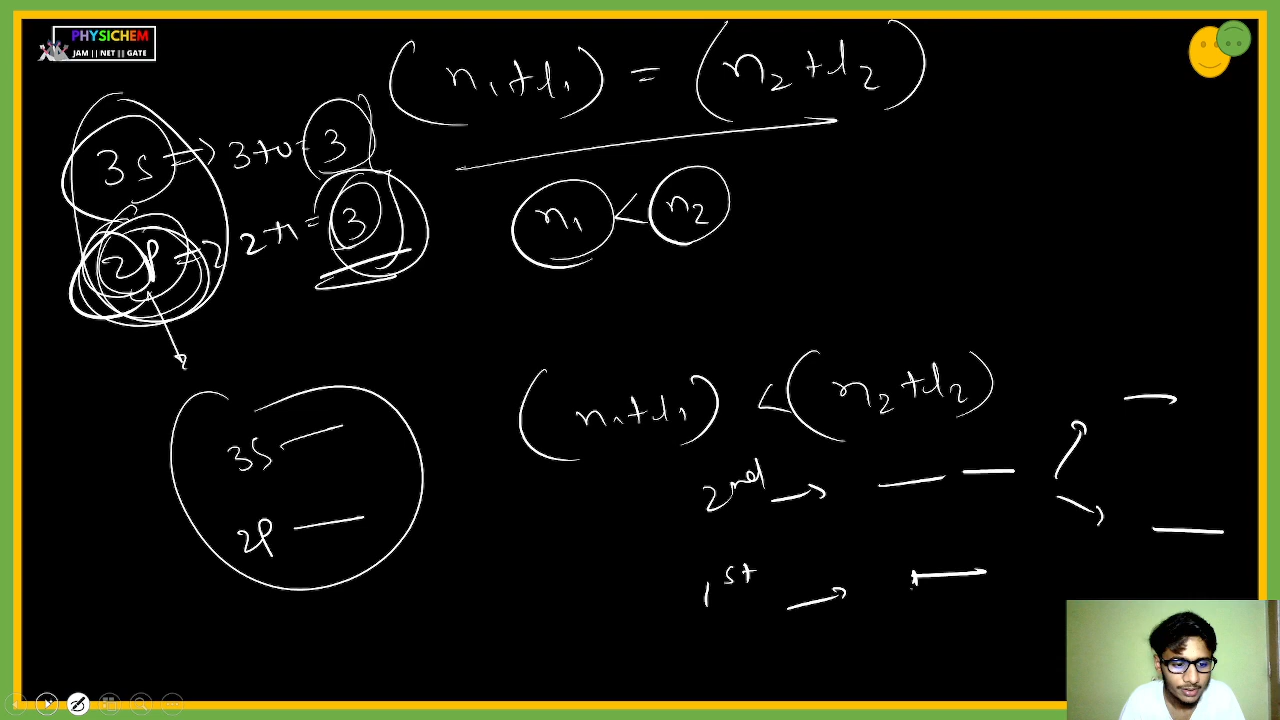 PHYSICHEM
JAM || NET || GATE
(n₁+l₁) = (n₂+l₂)
3s => 3+0=3
2p => 2+1=3
n₁ < n₂
(n₁+l₁) < (n₂+l₂)
3s
2p
2nd →
1st →